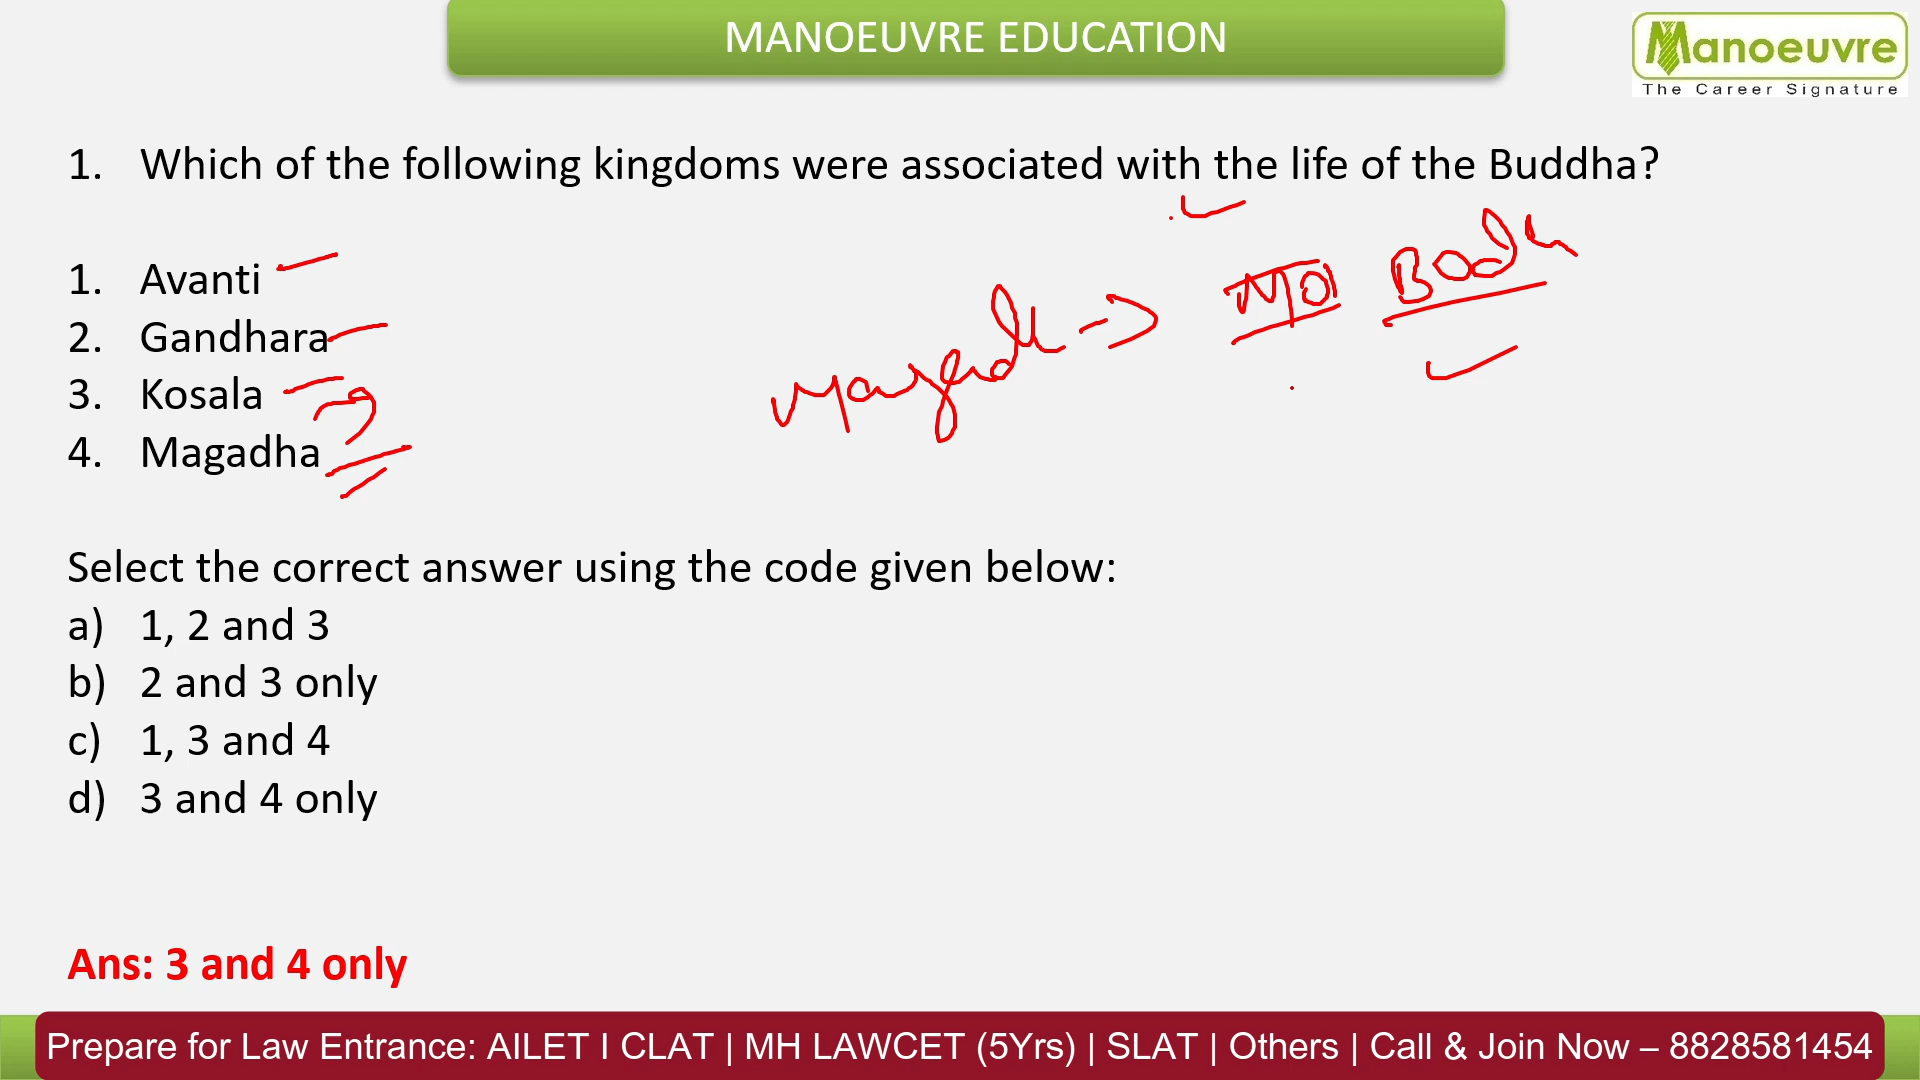 MANOEUVRE EDUCATION
Manoeuvre
The Career Signature
1. Which of the following kingdoms were associated with the life of the Buddha?
1. Avanti
2. Gandhara
3. Kosala
4. Magadha
Select the correct answer using the code given below:
a) 1, 2 and 3
b) 2 and 3 only
c) 1, 3 and 4
d) 3 and 4 only
Ans: 3 and 4 only
Prepare for Law Entrance: AILET I CLAT | MH LAWCET (5Yrs) | SLAT | Others | Call & Join Now – 8828581454